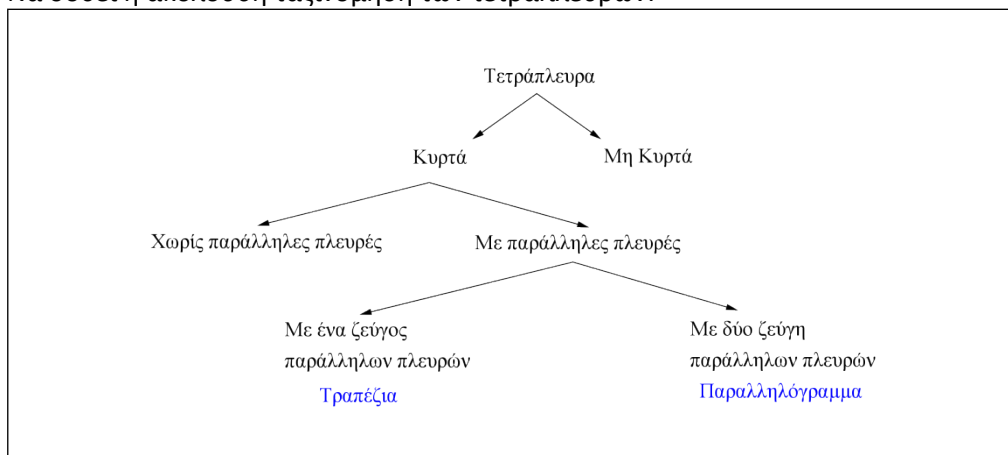 Τετράπλευρα
Κυρτά
Μη Κυρτά
Χωρίς παράλληλες πλευρές
Με παράλληλες πλευρές
Με ένα ζεύγος
παράλληλων πλευρών
Τραπέζια
Με δύο ζεύγη
παράλληλων πλευρών
Παραλληλόγραμμα